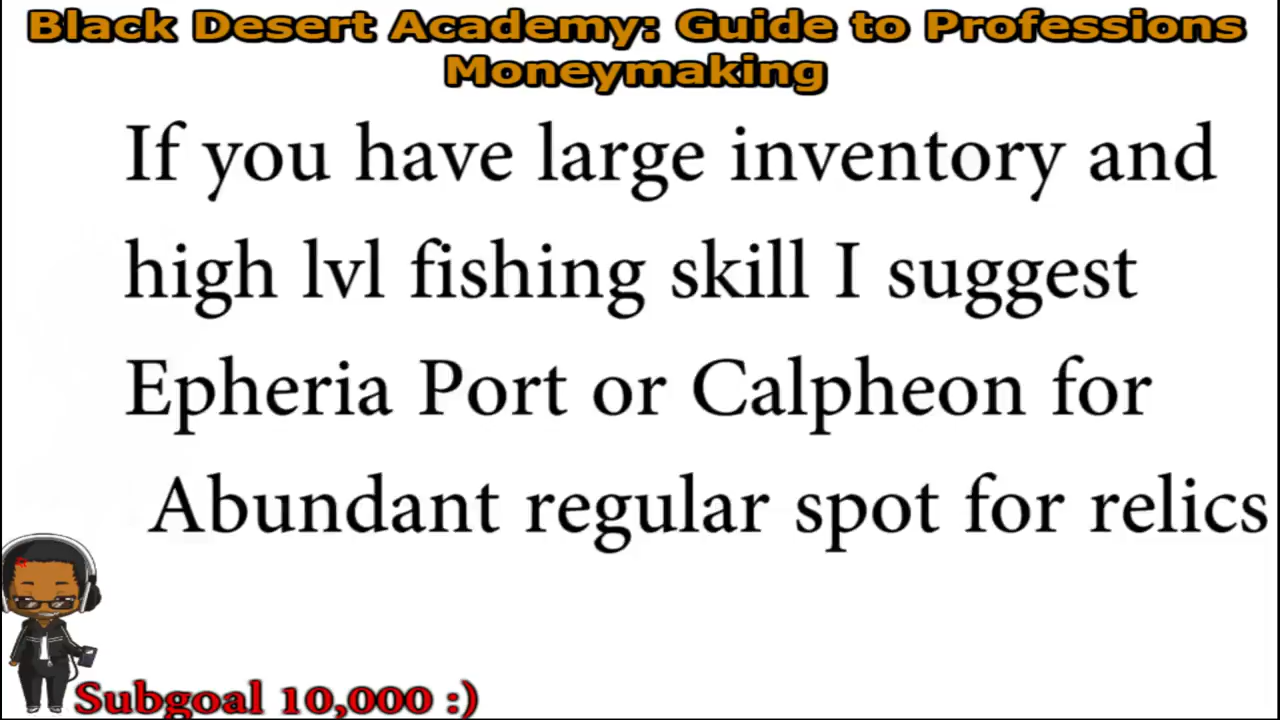 Black Desert Academy: Guide to Professions
Moneymaking
If you have large inventory and
high lvl fishing skill I suggest
Epheria Port or Calpheon for
Abundant regular spot for relics
Subgoal 10,000 :)